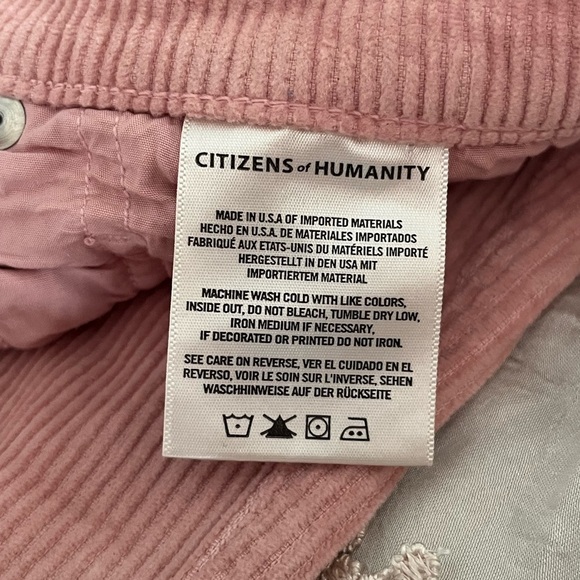 CITIZENS of HUMANITY
MADE IN U.S.A OF IMPORTED MATERIALS
HECHO EN U.S.A. DE MATERIALES IMPORTADOS
FABRIQUÉ AUX ETATS-UNIS DU MATÉRIELS IMPORTÉ
HERGESTELLT IN DEN USA MIT
IMPORTIERTEM MATERIAL
MACHINE WASH COLD WITH LIKE COLORS,
INSIDE OUT, DO NOT BLEACH, TUMBLE DRY LOW,
IRON MEDIUM IF NECESSARY,
IF DECORATED OR PRINTED DO NOT IRON.
SEE CARE ON REVERSE, VER EL CUIDADO EN EL
REVERSO, VOIR LE SOIN SUR L'INVERSE, SEHEN
WASCHHINWEISE AUF DER RÜCKSEITE